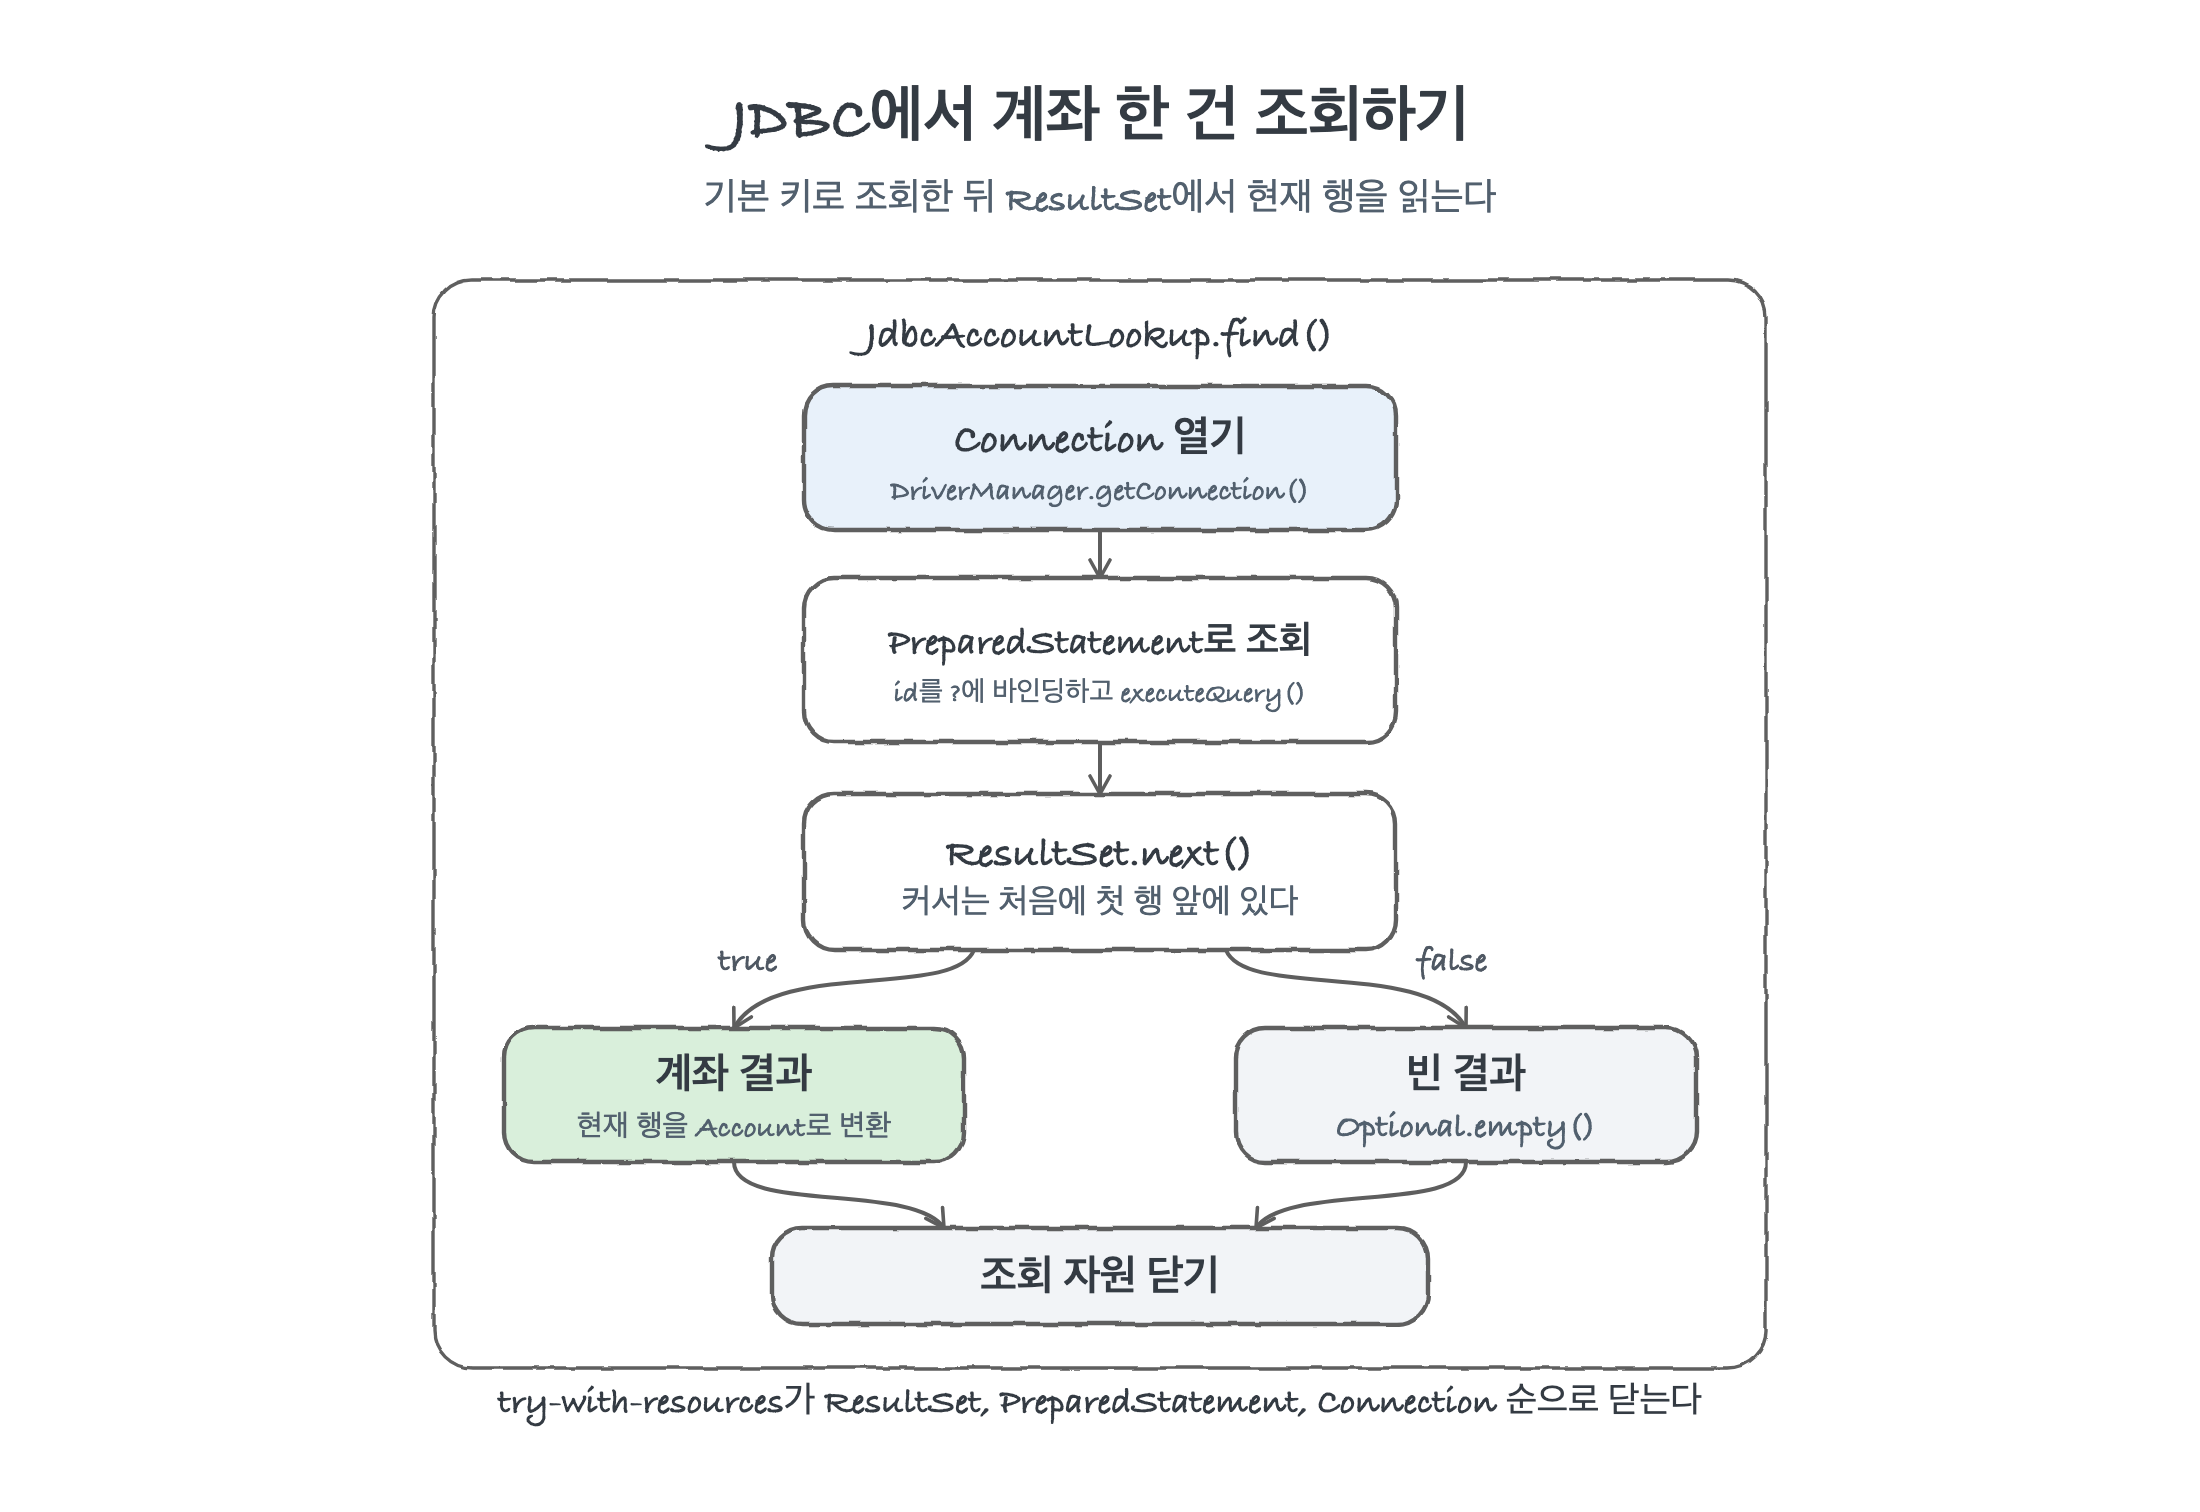 JDBC에서 계좌 한 건 조회하기
기본 키로 조회한 뒤 ResultSet에서 현재 행을 읽는다
JdbcAccountLookup.find()
Connection 열기
DriverManager.getConnection()
PreparedStatement로 조회
id를 ?에 바인딩하고 executeQuery()
ResultSet.next()
커서는 처음에 첫 행 앞에 있다
true
false
계좌 결과
현재 행을 Account로 변환
빈 결과
Optional.empty()
조회 자원 닫기
try-with-resources가 ResultSet, PreparedStatement, Connection 순으로 닫는다